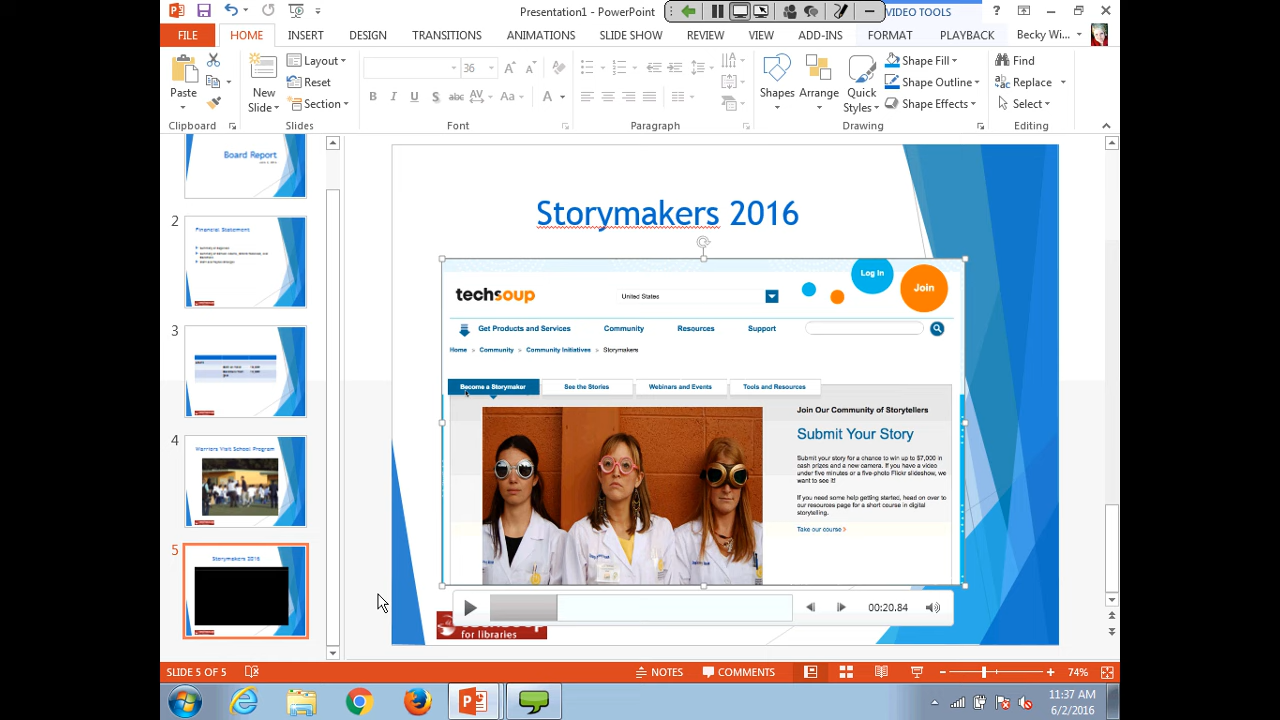 Presentation1 - PowerPoint
VIDEO TOOLS
FILE
HOME
INSERT
DESIGN
TRANSITIONS
ANIMATIONS
SLIDE SHOW
REVIEW
VIEW
ADD-INS
FORMAT
PLAYBACK
Becky Wi...
Paste
New
Slide
Layout
Reset
Section
36
Shapes
Arrange
Quick
Styles
Shape Fill
Shape Outline
Shape Effects
Find
Replace
Select
Clipboard
Slides
Font
Paragraph
Drawing
Editing
Board Report
2
Financial Statement
3
4
Warriors Visit School Program
5
Storymakers 2016
Storymakers 2016
techsoup
United States
Log In
Join
Get Products and Services
Community
Resources
Support
Home > Community > Community Initiatives > Storymakers
Become a Storymaker
See the Stories
Webinars and Events
Tools and Resources
Join Our Community of Storytellers
Submit Your Story
Submit your story for a chance to win up to $7,000 in
cash prizes and a new camera. If you have a video
under five minutes or a five-photo Flickr slideshow, we
want to see it!
If you need some help getting started, head on over to
our resources page for a short course in digital
storytelling.
Take our course >
00:20.84
for libraries
SLIDE 5 OF 5
NOTES
COMMENTS
74%
11:37 AM
6/2/2016